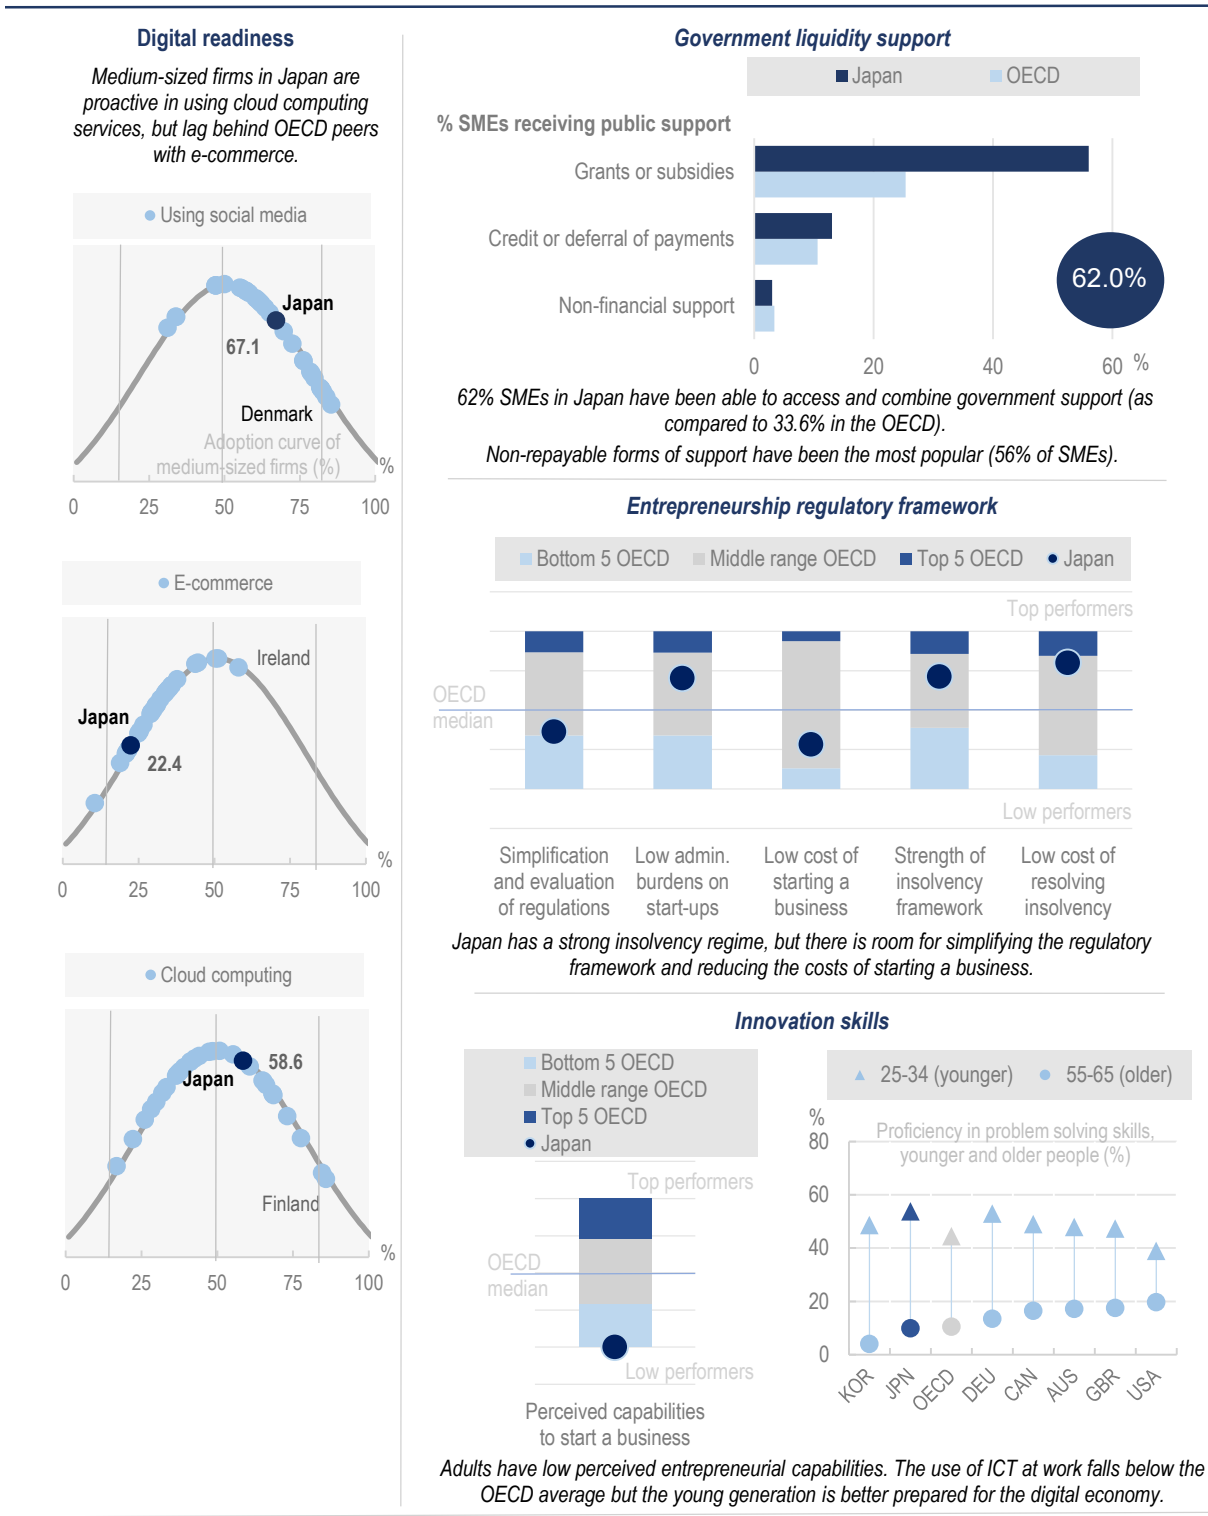 Digital readiness
Medium-sized firms in Japan are
proactive in using cloud computing
services, but lag behind OECD peers
with e-commerce.
Using social media
Japan
67.1
Denmark
Adoption curve of
medium-sized firms (%)
%
0 25 50 75 100
E-commerce
Ireland
Japan
22.4
%
0 25 50 75 100
Cloud computing
58.6
Japan
Finland
%
0 25 50 75 100
Government liquidity support
Japan OECD
% SMEs receiving public support
Grants or subsidies
Credit or deferral of payments
Non-financial support
62.0%
0 20 40 60 %
62% SMEs in Japan have been able to access and combine government support (as
compared to 33.6% in the OECD).
Non-repayable forms of support have been the most popular (56% of SMEs).
Entrepreneurship regulatory framework
Bottom 5 OECD Middle range OECD Top 5 OECD Japan
Top performers
OECD
median
Low performers
Simplification
and evaluation
of regulations
Low admin.
burdens on
start-ups
Low cost of
starting a
business
Strength of
insolvency
framework
Low cost of
resolving
insolvency
Japan has a strong insolvency regime, but there is room for simplifying the regulatory
framework and reducing the costs of starting a business.
Innovation skills
Bottom 5 OECD
Middle range OECD
Top 5 OECD
Japan
Top performers
OECD
median
Low performers
Perceived capabilities
to start a business
25-34 (younger) 55-65 (older)
%
Proficiency in problem solving skills,
younger and older people (%)
80
60
40
20
0
KOR JPN OECD DEU CAN AUS GBR USA
Adults have low perceived entrepreneurial capabilities. The use of ICT at work falls below the
OECD average but the young generation is better prepared for the digital economy.